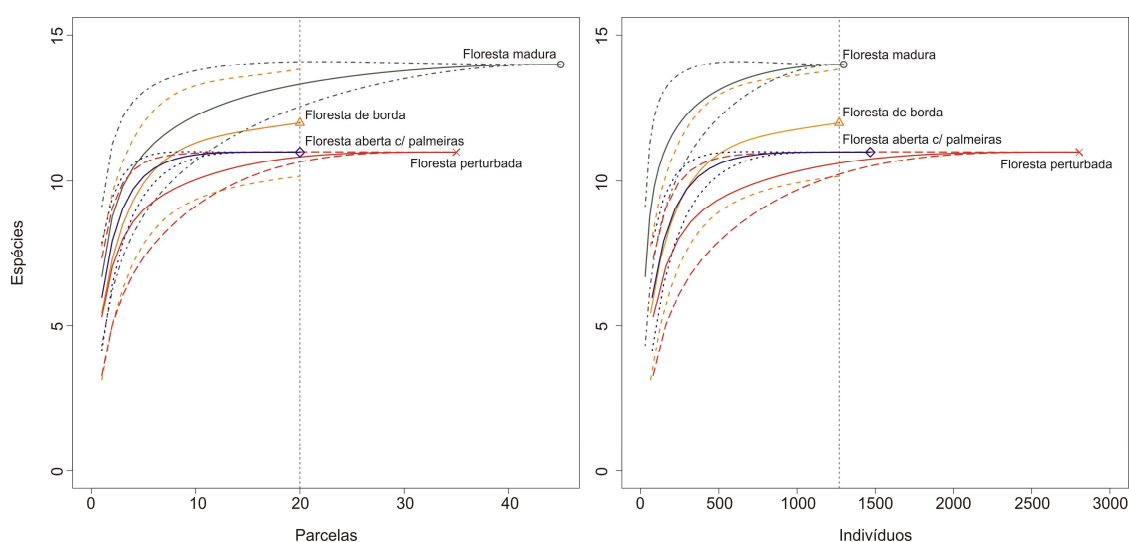 Espécies
15
10
5
0
Floresta madura
Floresta de borda
Floresta aberta c/ palmeiras
Floresta perturbada
0 10 20 30 40
Parcelas
15
10
5
0
Floresta madura
Floresta de borda
Floresta aberta c/ palmeiras
Floresta perturbada
0 500 1000 1500 2000 2500 3000
Indivíduos